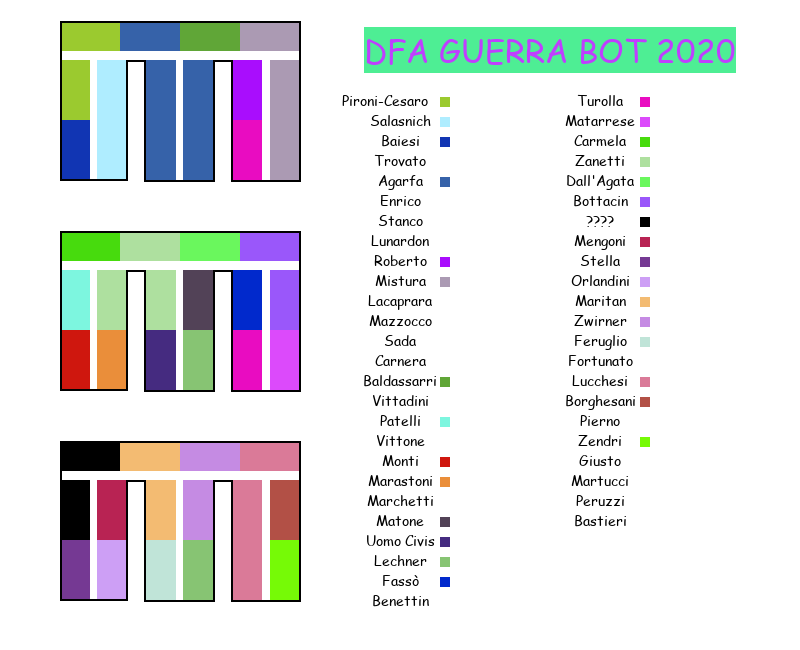 DFA GUERRA BOT 2020
Pironi-Cesaro
Salasnich
Baiesi
Trovato
Agarfa
Enrico
Stanco
Lunardon
Roberto
Mistura
Lacaprara
Mazzocco
Sada
Carnera
Baldassarri
Vittadini
Patelli
Vittone
Monti
Marastoni
Marchetti
Matone
Uomo Civis
Lechner
Fassò
Benettin
Turolla
Matarrese
Carmela
Zanetti
Dall'Agata
Bottacin
????
Mengoni
Stella
Orlandini
Maritan
Zwirner
Feruglio
Fortunato
Lucchesi
Borghesani
Pierno
Zendri
Giusto
Martucci
Peruzzi
Bastieri